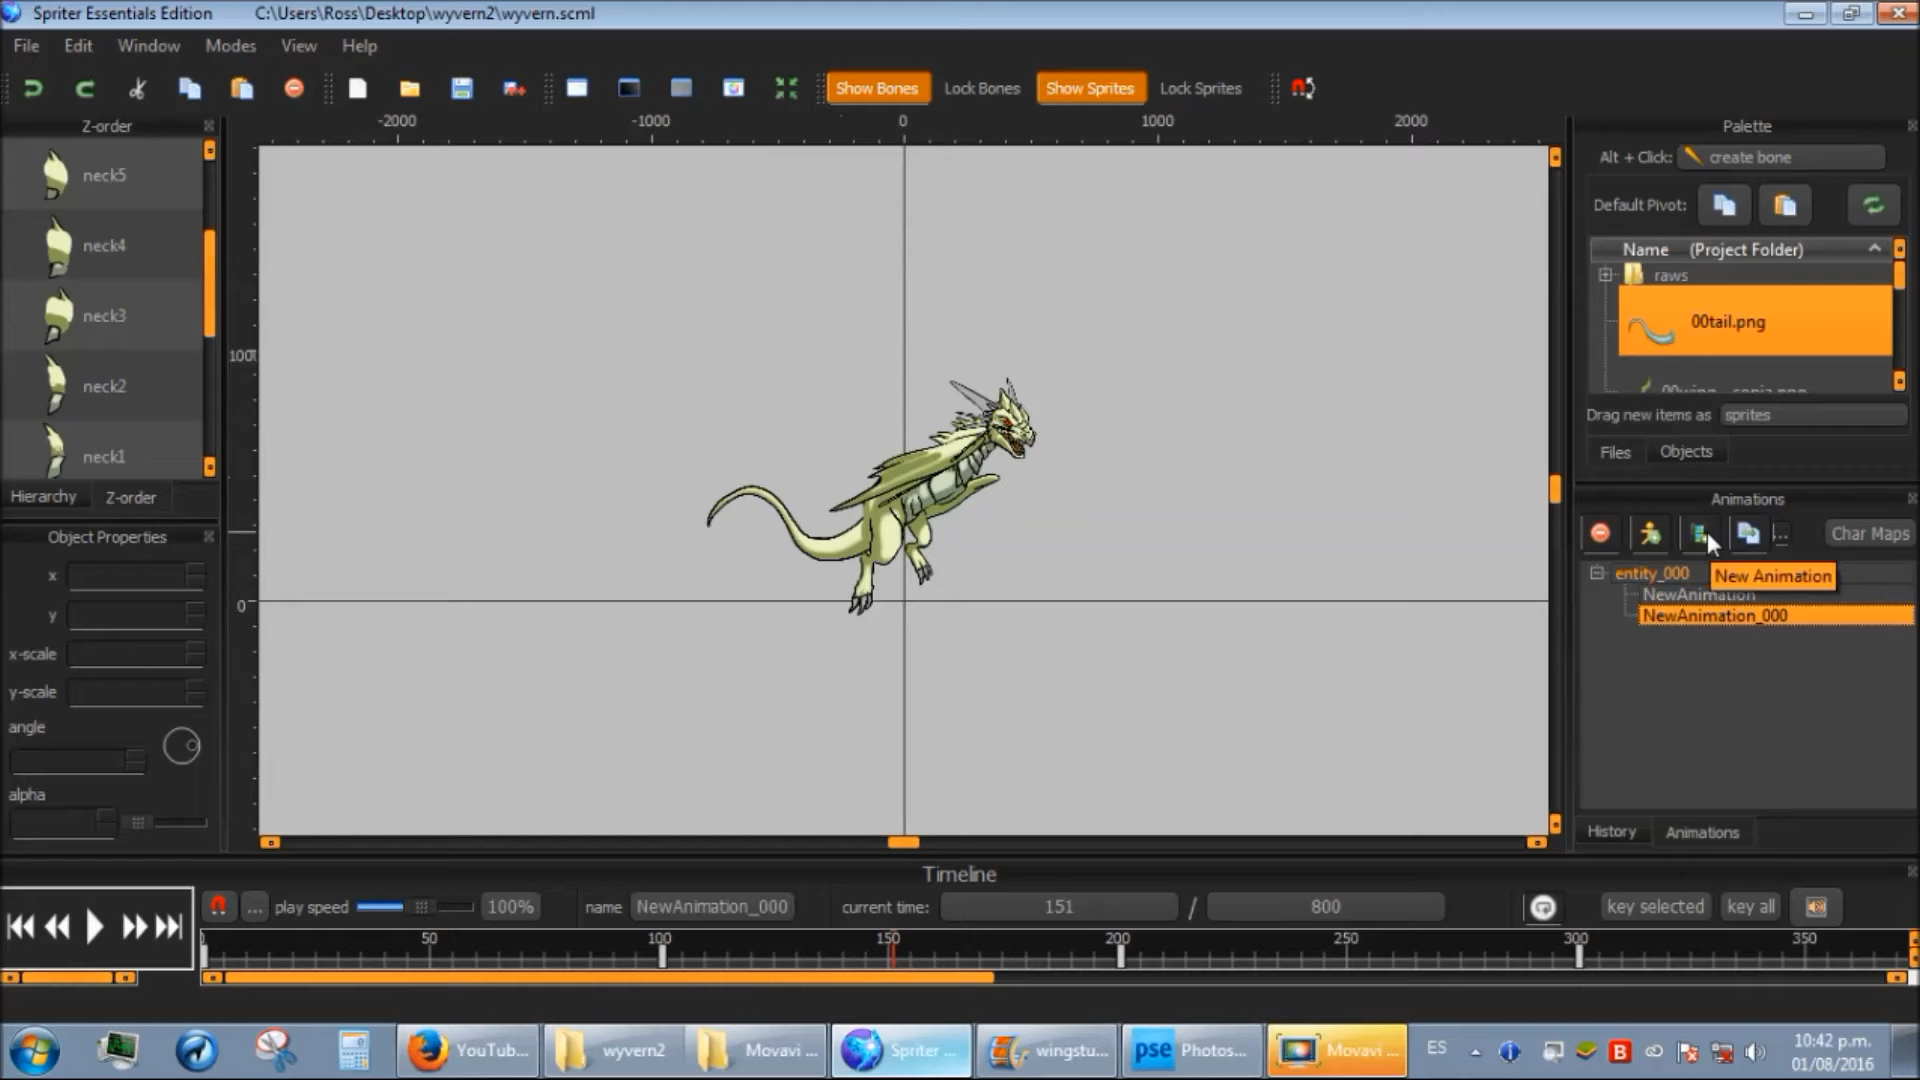 Spriter Essentials Edition C:\Users\Ross\Desktop\wyvern2\wyvern.scml
File Edit Window Modes View Help
Show Bones Lock Bones Show Sprites Lock Sprites
Z-order
neck5
neck4
neck3
neck2
neck1
Hierarchy Z-order
Object Properties
x
y
x-scale
y-scale
angle
alpha
-2000 -1000 0 1000 2000
0
Palette
Alt + Click: create bone
Default Pivot:
Name (Project Folder)
raws
00tail.png
Drag new items as sprites
Files Objects
Animations
... Char Maps
entity_000
New Animation
NewAnimation
NewAnimation_000
History Animations
Timeline
... play speed 100% name NewAnimation_000 current time: 151 / 800 key selected key all
50 100 150 200 250 300 350
YouTub... wyvern2 Movavi ... Spriter ... wingstu... pse Photos... Movavi ... ES B 10:42 p.m.
01/08/2016